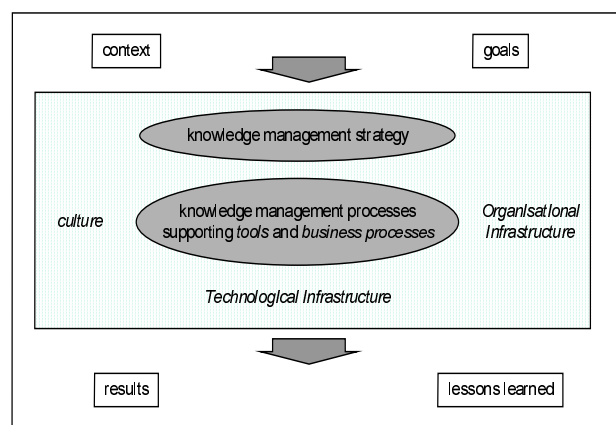 context
goals
knowledge management strategy
culture
knowledge management processes
supporting tools and business processes
Organisational
Infrastructure
Technological Infrastructure
results
lessons learned